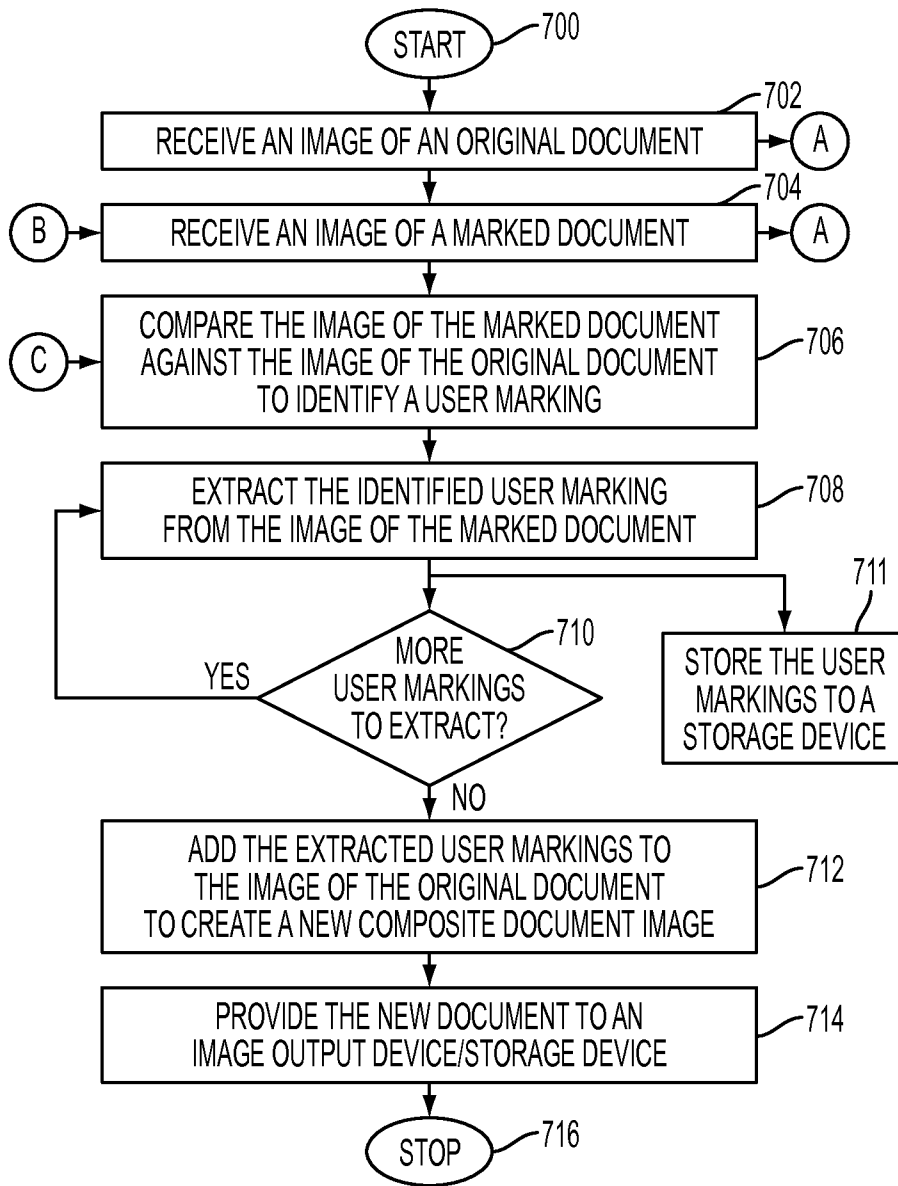 START
700
702
RECEIVE AN IMAGE OF AN ORIGINAL DOCUMENT
A
704
B
RECEIVE AN IMAGE OF A MARKED DOCUMENT
A
COMPARE THE IMAGE OF THE MARKED DOCUMENT
AGAINST THE IMAGE OF THE ORIGINAL DOCUMENT
TO IDENTIFY A USER MARKING
C
706
EXTRACT THE IDENTIFIED USER MARKING
FROM THE IMAGE OF THE MARKED DOCUMENT
708
711
710
MORE
USER MARKINGS
TO EXTRACT?
YES
STORE THE USER
MARKINGS TO A
STORAGE DEVICE
NO
ADD THE EXTRACTED USER MARKINGS TO
THE IMAGE OF THE ORIGINAL DOCUMENT
TO CREATE A NEW COMPOSITE DOCUMENT IMAGE
712
PROVIDE THE NEW DOCUMENT TO AN
IMAGE OUTPUT DEVICE/STORAGE DEVICE
714
STOP
716